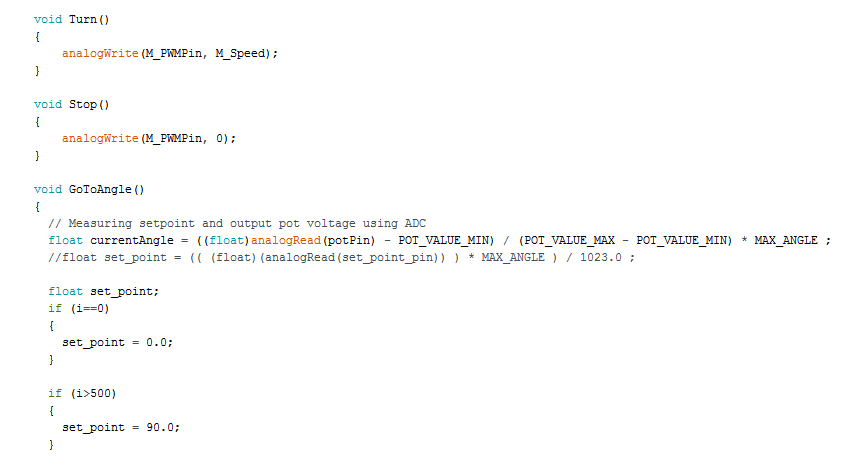 void Turn()
{
analogWrite(M_PWMPin, M_Speed);
}
void Stop()
{
analogWrite(M_PWMPin, 0);
}
void GoToAngle()
{
// Measuring setpoint and output pot voltage using ADC
float currentAngle = ((float)analogRead(potPin) - POT_VALUE_MIN) / (POT_VALUE_MAX - POT_VALUE_MIN) * MAX_ANGLE ;
//float set_point = (( (float)(analogRead(set_point_pin)) ) * MAX_ANGLE ) / 1023.0 ;
float set_point;
if (i==0)
{
set_point = 0.0;
}
if (i>500)
{
set_point = 90.0;
}